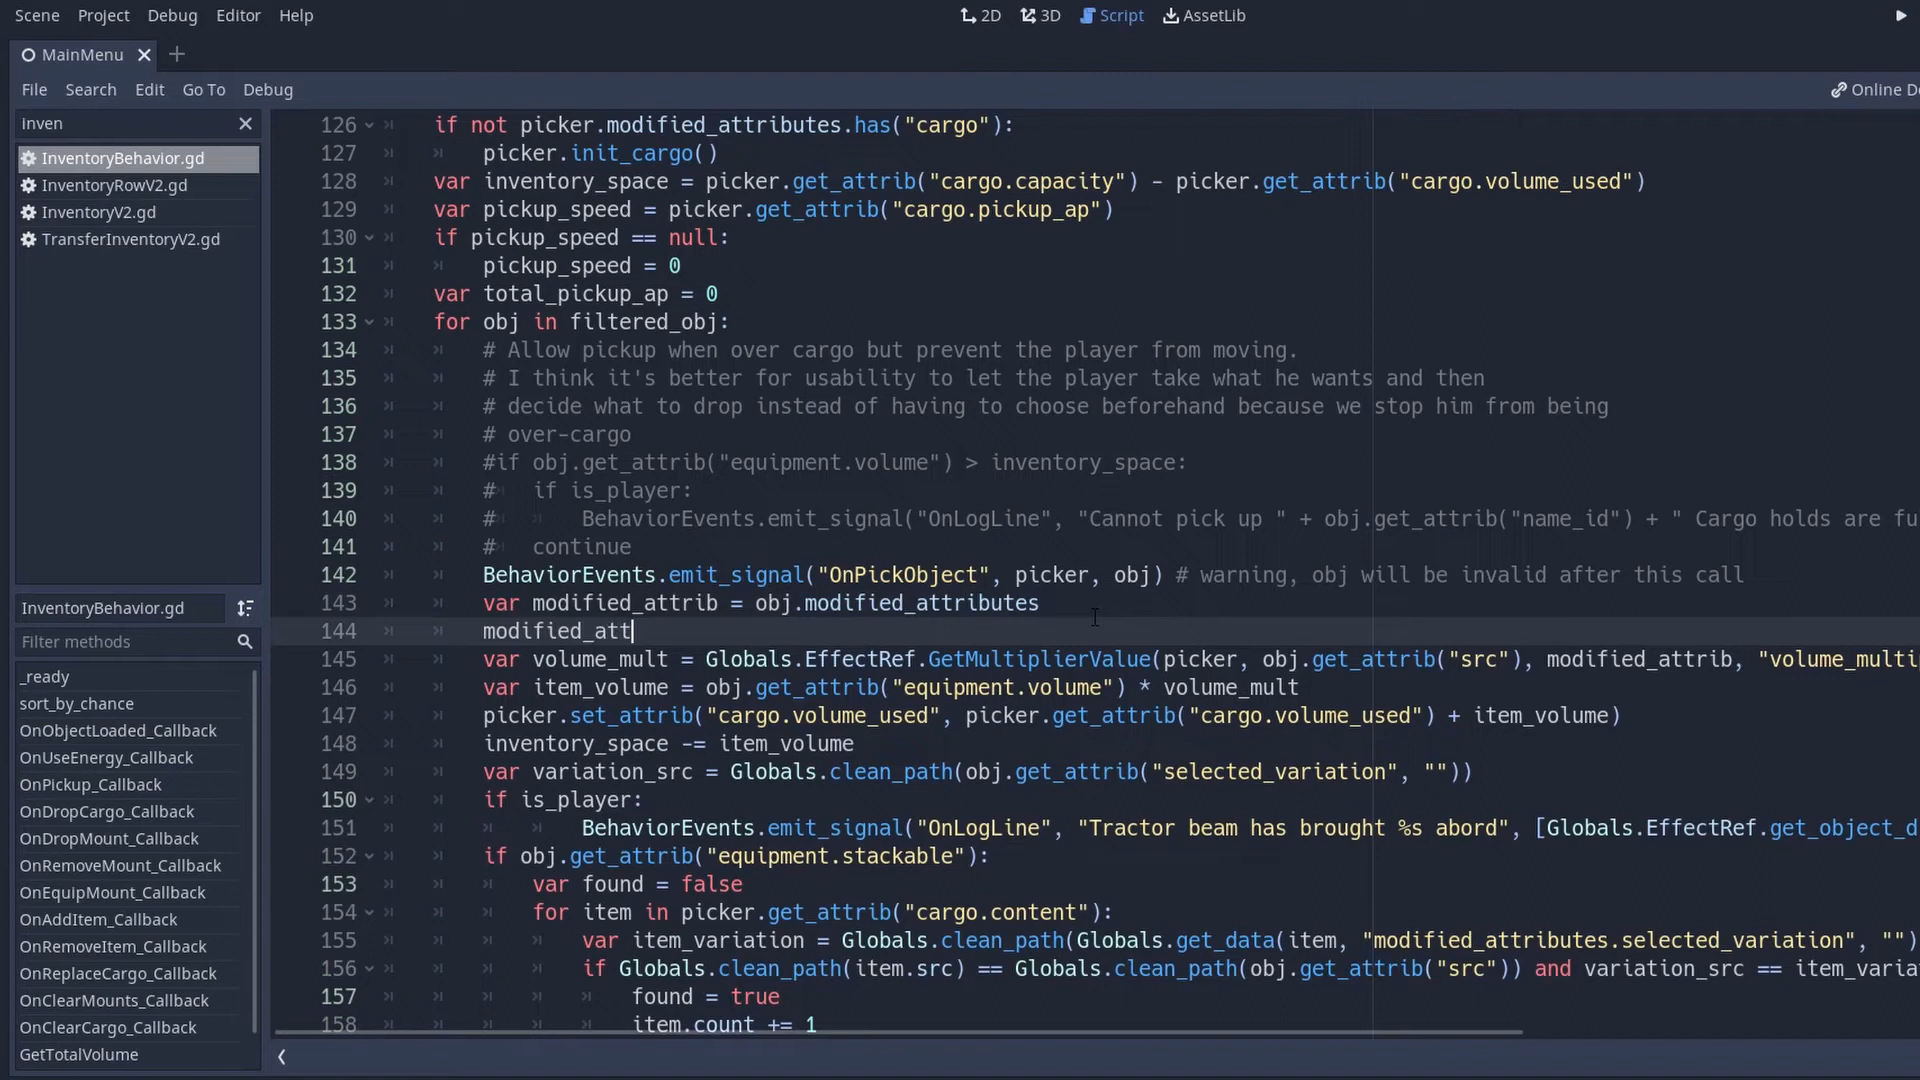 Scene Project Debug Editor Help 2D 3D Script AssetLib
MainMenu
File Search Edit Go To Debug Online D
inven
InventoryBehavior.gd
InventoryRowV2.gd
InventoryV2.gd
TransferInventoryV2.gd
InventoryBehavior.gd
Filter methods
_ready
sort_by_chance
OnObjectLoaded_Callback
OnUseEnergy_Callback
OnPickup_Callback
OnDropCargo_Callback
OnDropMount_Callback
OnRemoveMount_Callback
OnEquipMount_Callback
OnAddItem_Callback
OnRemoveItem_Callback
OnReplaceCargo_Callback
OnClearMounts_Callback
OnClearCargo_Callback
GetTotalVolume
126 if not picker.modified_attributes.has("cargo"):
127 picker.init_cargo()
128 var inventory_space = picker.get_attrib("cargo.capacity") - picker.get_attrib("cargo.volume_used")
129 var pickup_speed = picker.get_attrib("cargo.pickup_ap")
130 if pickup_speed == null:
131 pickup_speed = 0
132 var total_pickup_ap = 0
133 for obj in filtered_obj:
134 # Allow pickup when over cargo but prevent the player from moving.
135 # I think it's better for usability to let the player take what he wants and then
136 # decide what to drop instead of having to choose beforehand because we stop him from being
137 # over-cargo
138 #if obj.get_attrib("equipment.volume") > inventory_space:
139 # if is_player:
140 # BehaviorEvents.emit_signal("OnLogLine", "Cannot pick up " + obj.get_attrib("name_id") + " Cargo holds are fu
141 # continue
142 BehaviorEvents.emit_signal("OnPickObject", picker, obj) # warning, obj will be invalid after this call
143 var modified_attrib = obj.modified_attributes
144 modified_att
145 var volume_mult = Globals.EffectRef.GetMultiplierValue(picker, obj.get_attrib("src"), modified_attrib, "volume_multi
146 var item_volume = obj.get_attrib("equipment.volume") * volume_mult
147 picker.set_attrib("cargo.volume_used", picker.get_attrib("cargo.volume_used") + item_volume)
148 inventory_space -= item_volume
149 var variation_src = Globals.clean_path(obj.get_attrib("selected_variation", ""))
150 if is_player:
151 BehaviorEvents.emit_signal("OnLogLine", "Tractor beam has brought %s abord", [Globals.EffectRef.get_object_d
152 if obj.get_attrib("equipment.stackable"):
153 var found = false
154 for item in picker.get_attrib("cargo.content"):
155 var item_variation = Globals.clean_path(Globals.get_data(item, "modified_attributes.selected_variation", "")
156 if Globals.clean_path(item.src) == Globals.clean_path(obj.get_attrib("src")) and variation_src == item_varia
157 found = true
158 item.count += 1